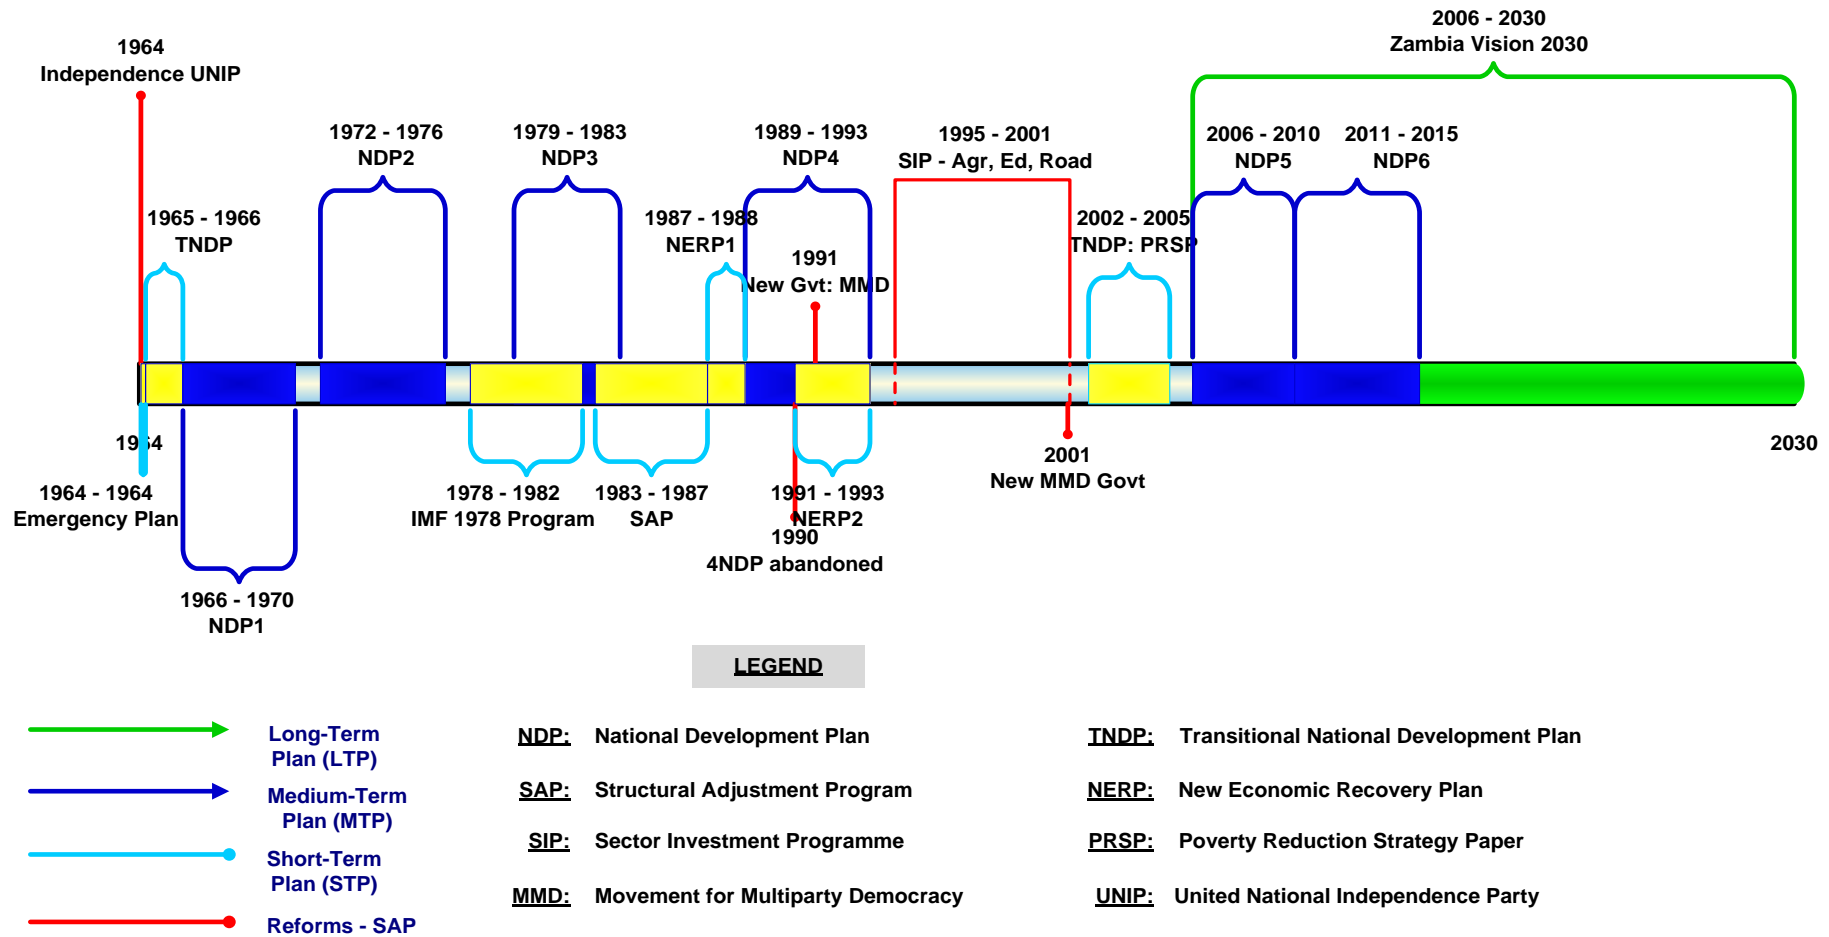 2006 - 2030
Zambia Vision 2030
1964
Independence UNIP
1972 - 1976
NDP2
1979 - 1983
NDP3
1989 - 1993
NDP4
1995 - 2001
SIP - Agr, Ed, Road
2006 - 2010
NDP5
2011 - 2015
NDP6
1965 - 1966
TNDP
1987 - 1988
NERP1
1991
New Gvt: MMD
2002 - 2005
TNDP: PRSP
1964
2030
2001
New MMD Govt
1964 - 1964
Emergency Plan
1978 - 1982
IMF 1978 Program
1983 - 1987
SAP
1991 - 1993
NERP2
1990
4NDP abandoned
1966 - 1970
NDP1
LEGEND
Long-Term
Plan (LTP)
Medium-Term
Plan (MTP)
Short-Term
Plan (STP)
Reforms - SAP
NDP: National Development Plan
SAP: Structural Adjustment Program
SIP: Sector Investment Programme
MMD: Movement for Multiparty Democracy
TNDP: Transitional National Development Plan
NERP: New Economic Recovery Plan
PRSP: Poverty Reduction Strategy Paper
UNIP: United National Independence Party